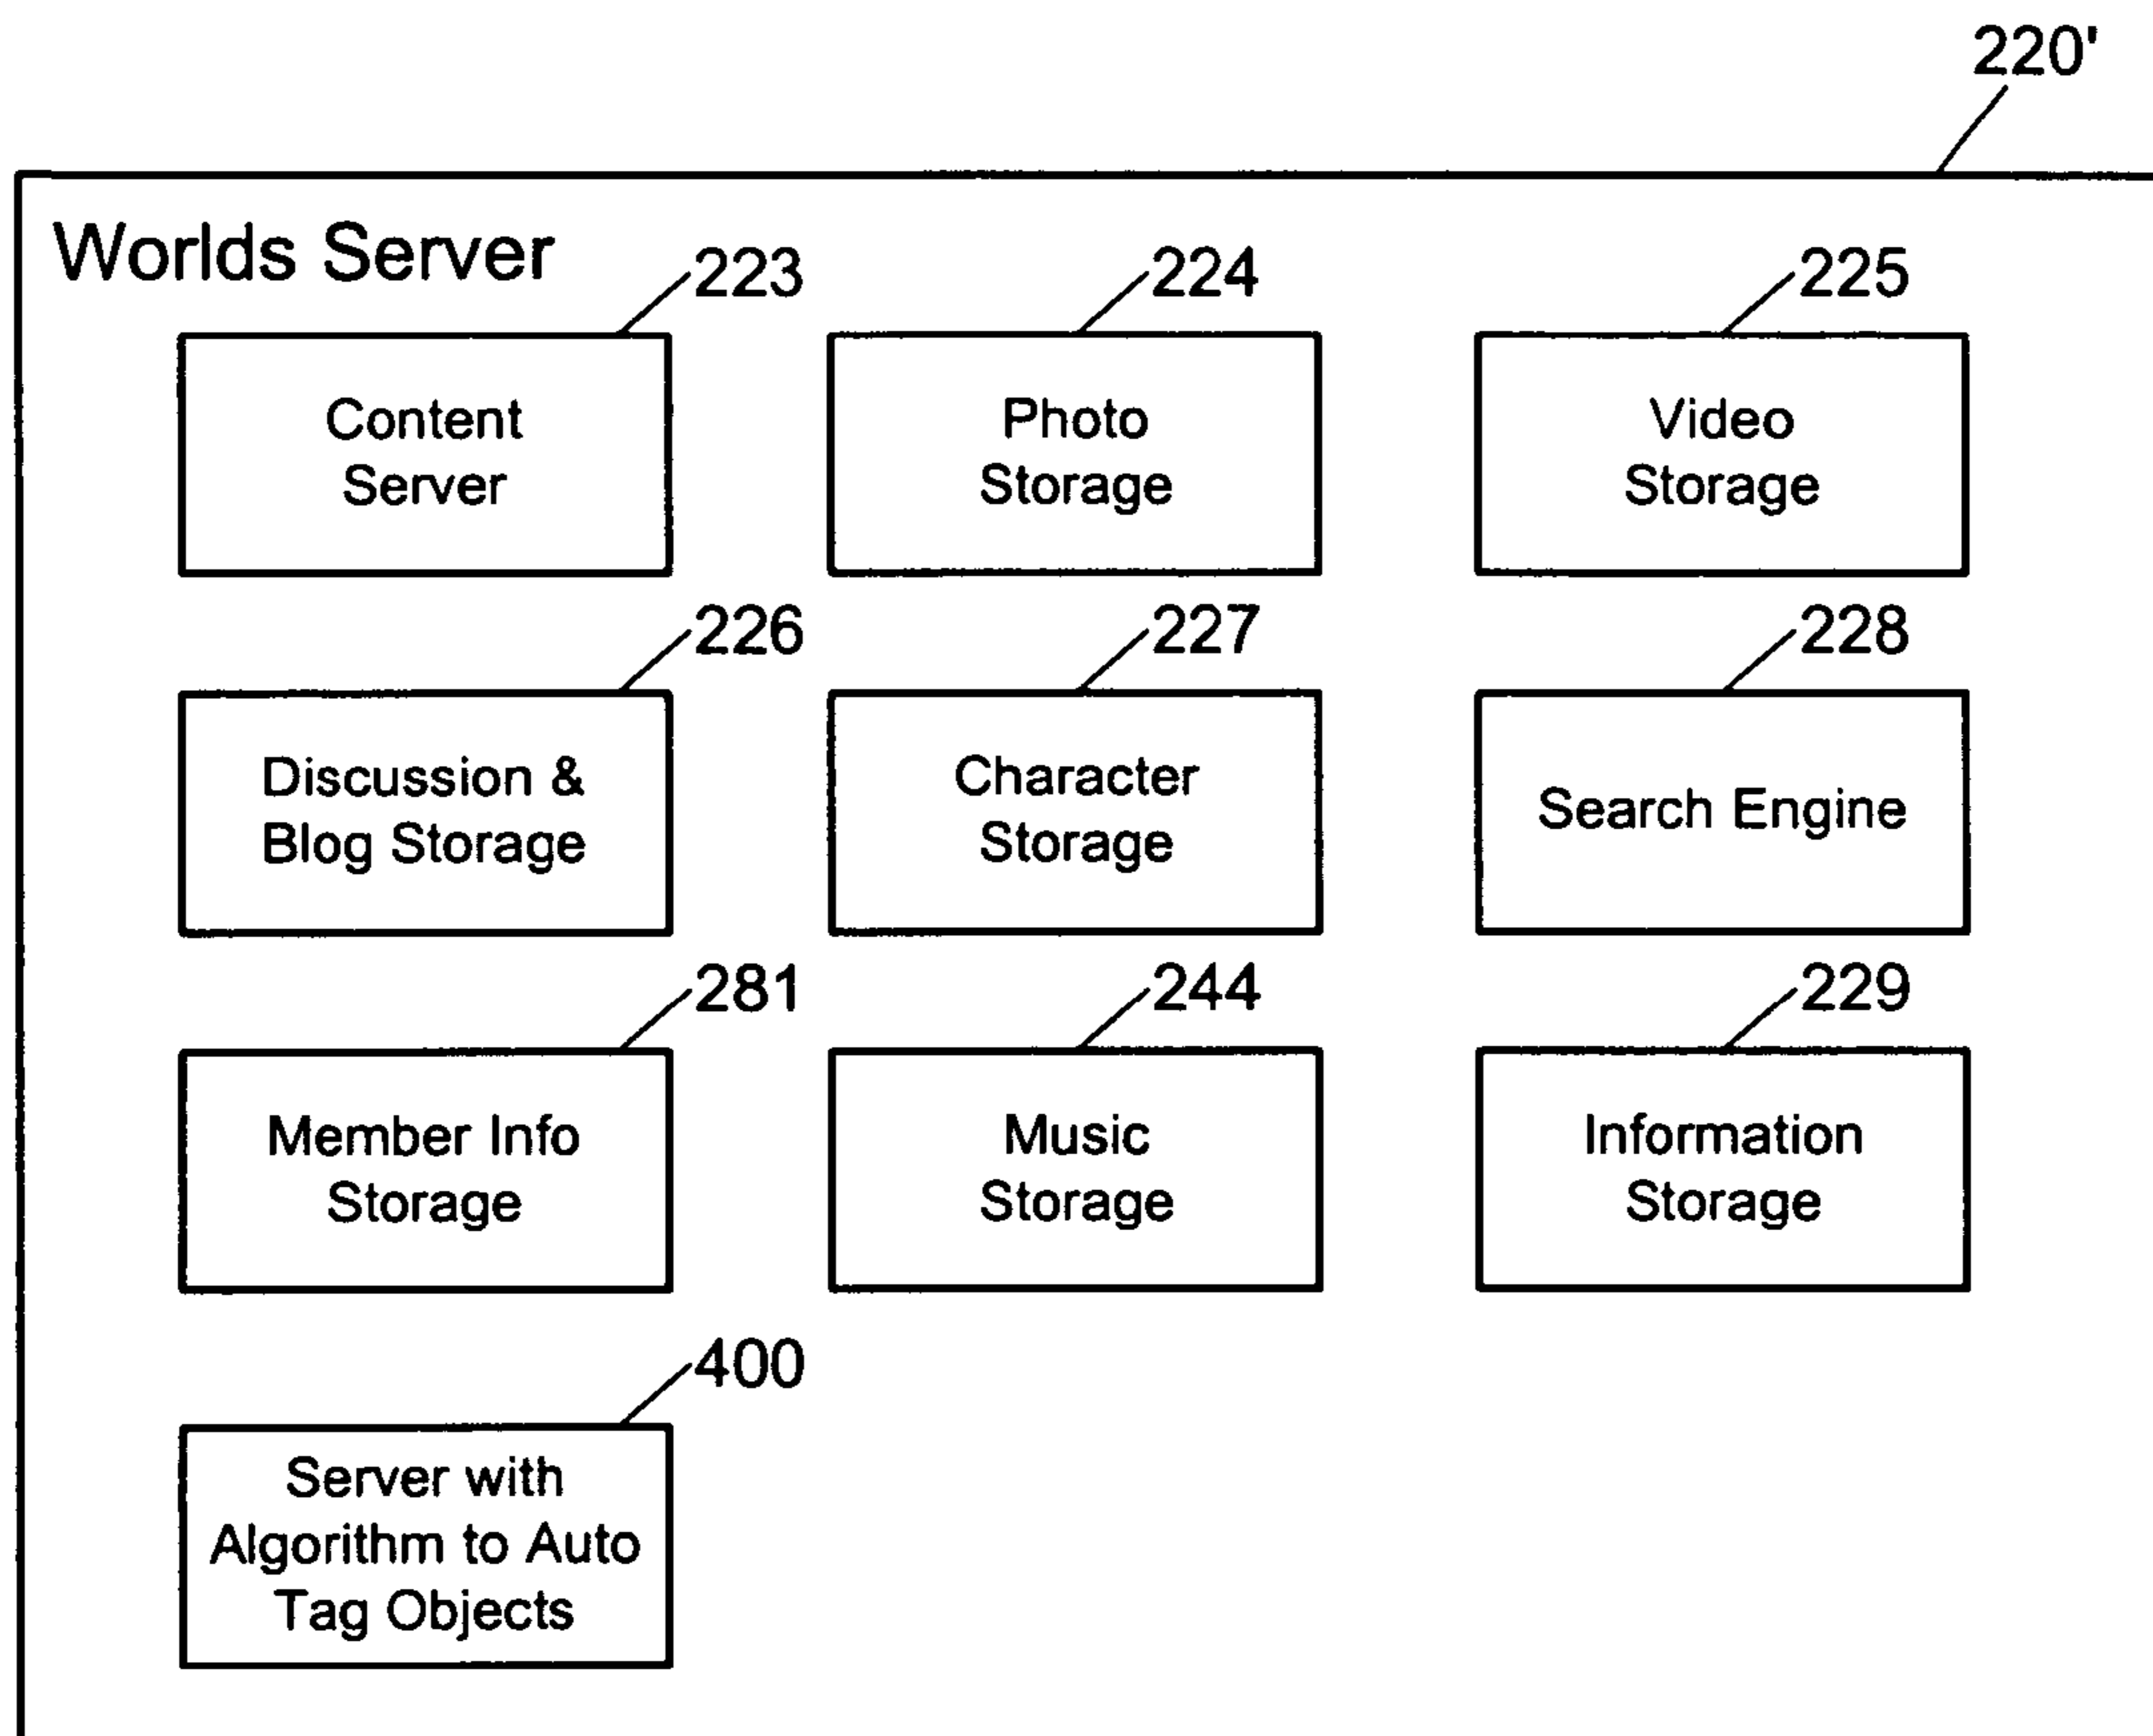 220'
Worlds Server
223
224
225
Content
Server
Photo
Storage
Video
Storage
226
227
228
Discussion &
Blog Storage
Character
Storage
Search Engine
281
244
229
Member Info
Storage
Music
Storage
Information
Storage
400
Server with
Algorithm to Auto
Tag Objects